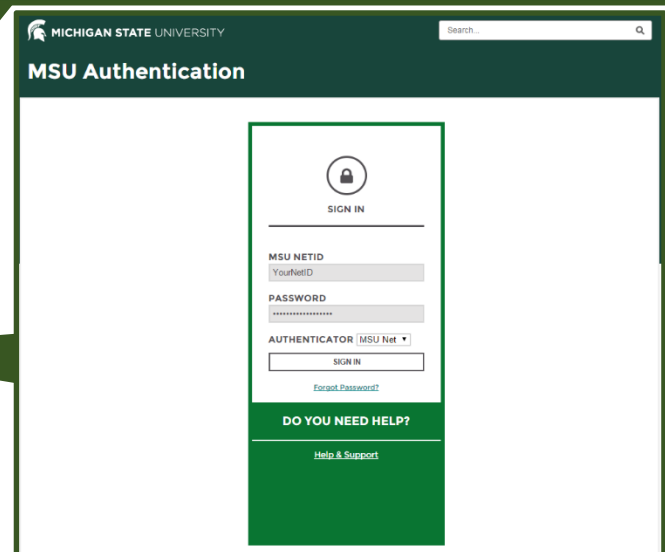 MICHIGAN STATE UNIVERSITY
Search...
MSU Authentication
SIGN IN
MSU NETID
YourNetID
PASSWORD
••••••••••••••••••
AUTHENTICATOR MSU Net
SIGN IN
Forgot Password?
DO YOU NEED HELP?
Help & Support